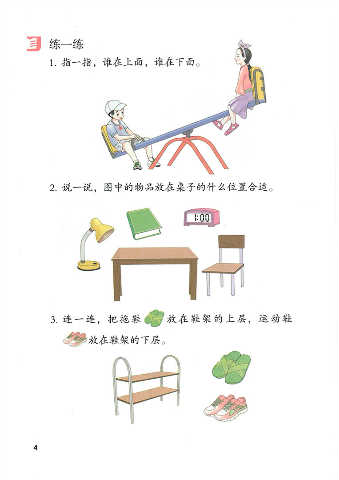 练一练
1. 指一指，谁在上面，谁在下面。
2. 说一说，图中的物品放在桌子的什么位置合适。
1:00
3. 连一连，把拖鞋放在鞋架的上层，运动鞋
放在鞋架的下层。
4